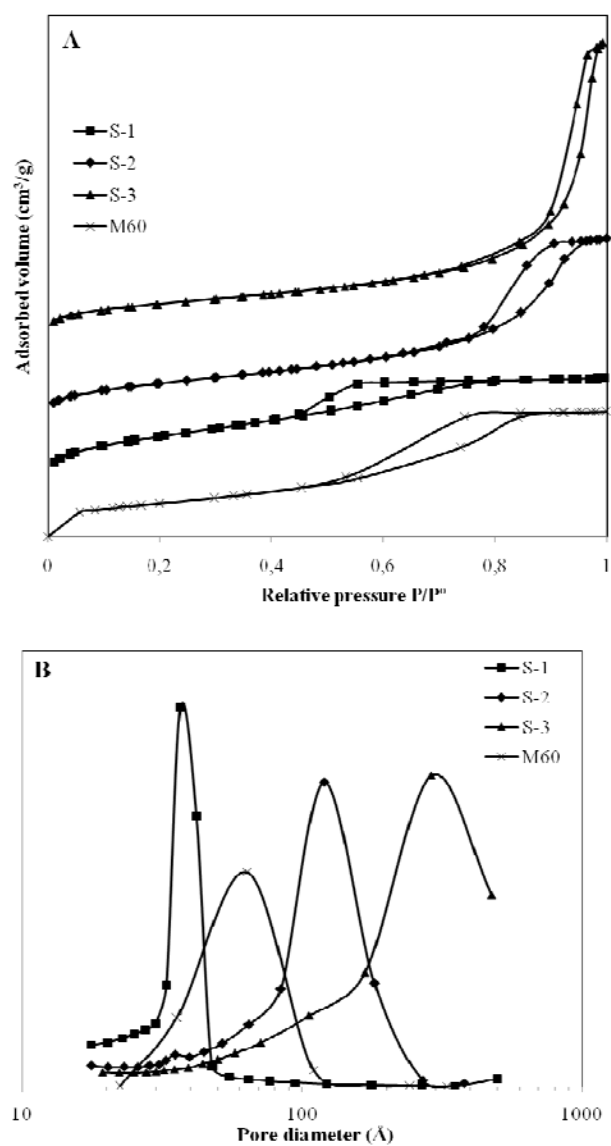 A
S-1
S-2
S-3
M60
Adsorbed volume (cm³/g)
0 0,2 0,4 0,6 0,8 1
Relative pressure P/Pº
B
S-1
S-2
S-3
M60
10 100 1000
Pore diameter (Å)